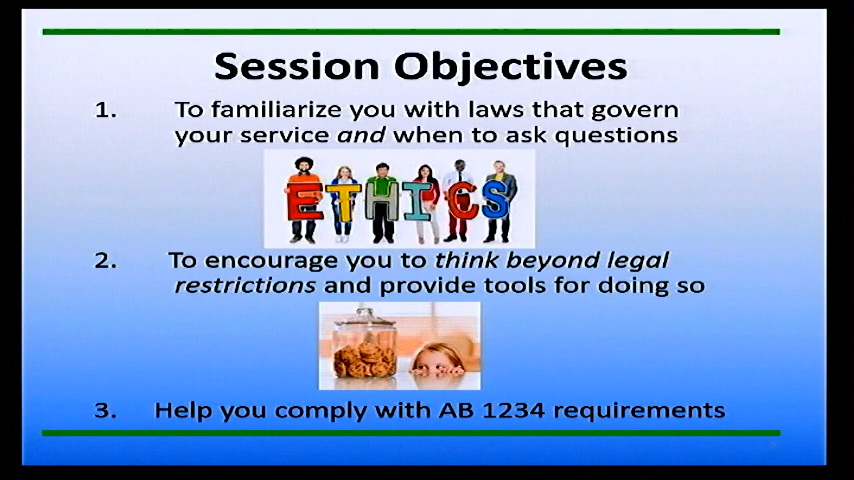 Session Objectives
1. To familiarize you with laws that govern
your service and when to ask questions
ETHICS
2. To encourage you to think beyond legal
restrictions and provide tools for doing so
3. Help you comply with AB 1234 requirements